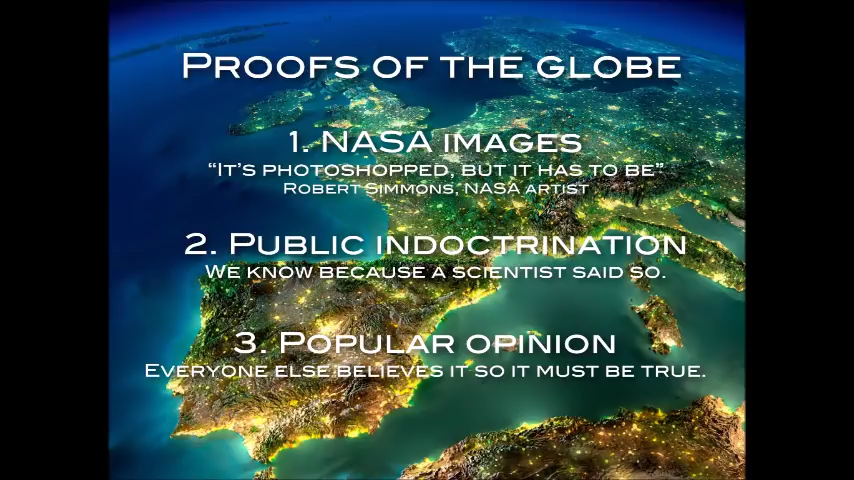 PROOFS OF THE GLOBE
1. NASA IMAGES
“IT’S PHOTOSHOPPED, BUT IT HAS TO BE”
ROBERT SIMMONS, NASA ARTIST
2. PUBLIC INDOCTRINATION
WE KNOW BECAUSE A SCIENTIST SAID SO.
3. POPULAR OPINION
EVERYONE ELSE BELIEVES IT SO IT MUST BE TRUE.